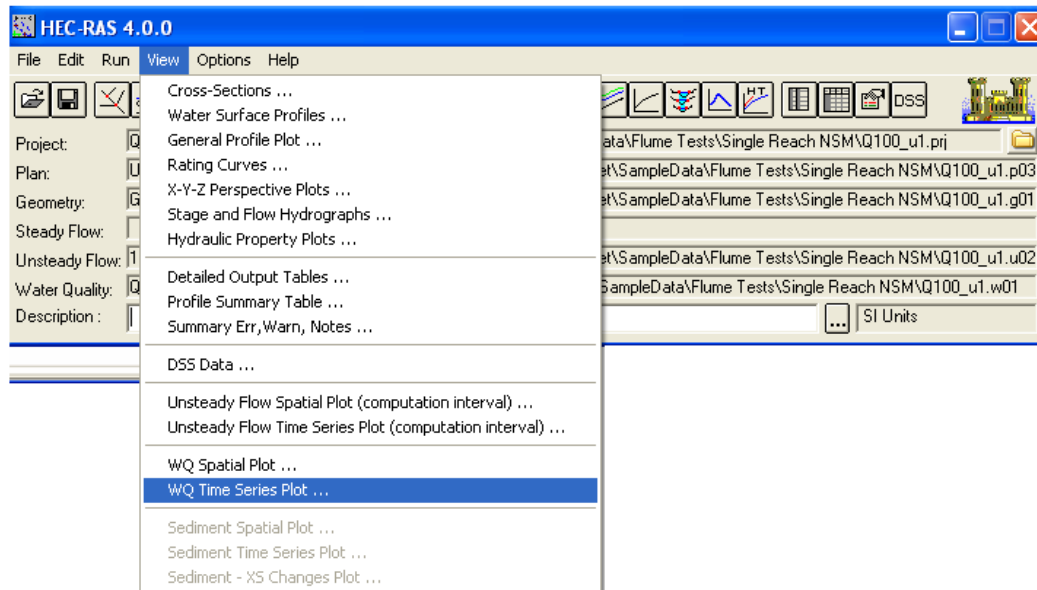 HEC-RAS 4.0.0
File Edit Run View Options Help
HT DSS
Project: Q ata\Flume Tests\Single Reach NSM\Q100_u1.prj
Plan: U et\SampleData\Flume Tests\Single Reach NSM\Q100_u1.p03
Geometry: G et\SampleData\Flume Tests\Single Reach NSM\Q100_u1.g01
Steady Flow:
Unsteady Flow: 1 et\SampleData\Flume Tests\Single Reach NSM\Q100_u1.u02
Water Quality: Q SampleData\Flume Tests\Single Reach NSM\Q100_u1.w01
Description : ... SI Units
Cross-Sections ...
Water Surface Profiles ...
General Profile Plot ...
Rating Curves ...
X-Y-Z Perspective Plots ...
Stage and Flow Hydrographs ...
Hydraulic Property Plots ...
Detailed Output Tables ...
Profile Summary Table ...
Summary Err,Warn, Notes ...
DSS Data ...
Unsteady Flow Spatial Plot (computation interval) ...
Unsteady Flow Time Series Plot (computation interval) ...
WQ Spatial Plot ...
WQ Time Series Plot ...
Sediment Spatial Plot ...
Sediment Time Series Plot ...
Sediment - XS Changes Plot ...